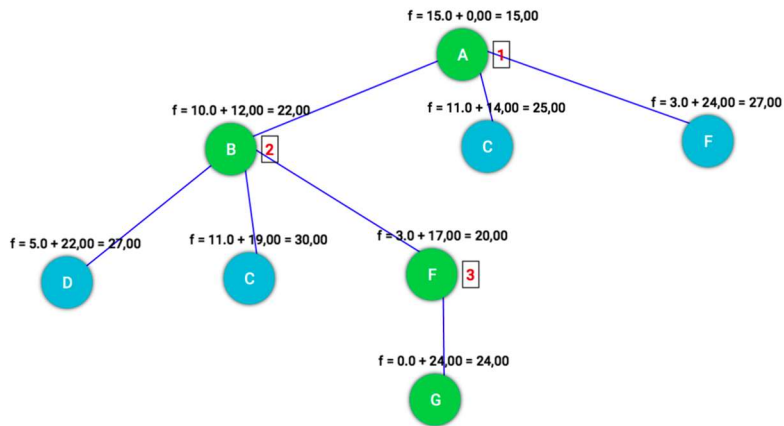 f = 15.0 + 0,00 = 15,00
A
1
f = 10.0 + 12,00 = 22,00
f = 11.0 + 14,00 = 25,00
f = 3.0 + 24,00 = 27,00
B
2
C
F
f = 5.0 + 22,00 = 27,00
f = 11.0 + 19,00 = 30,00
f = 3.0 + 17,00 = 20,00
D
C
F
3
f = 0.0 + 24,00 = 24,00
G